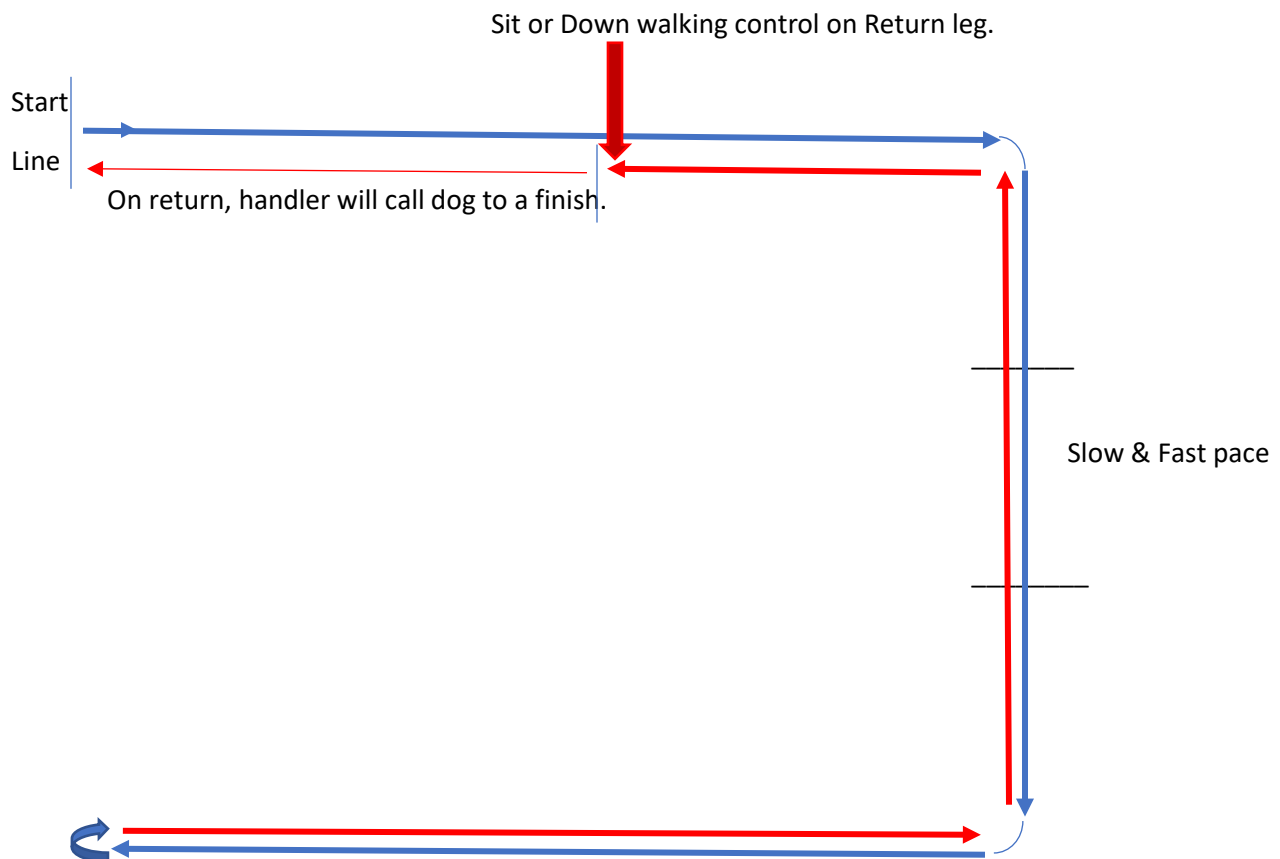 Sit or Down walking control on Return leg.
Start
Line
On return, handler will call dog to a finish.
Slow & Fast pace